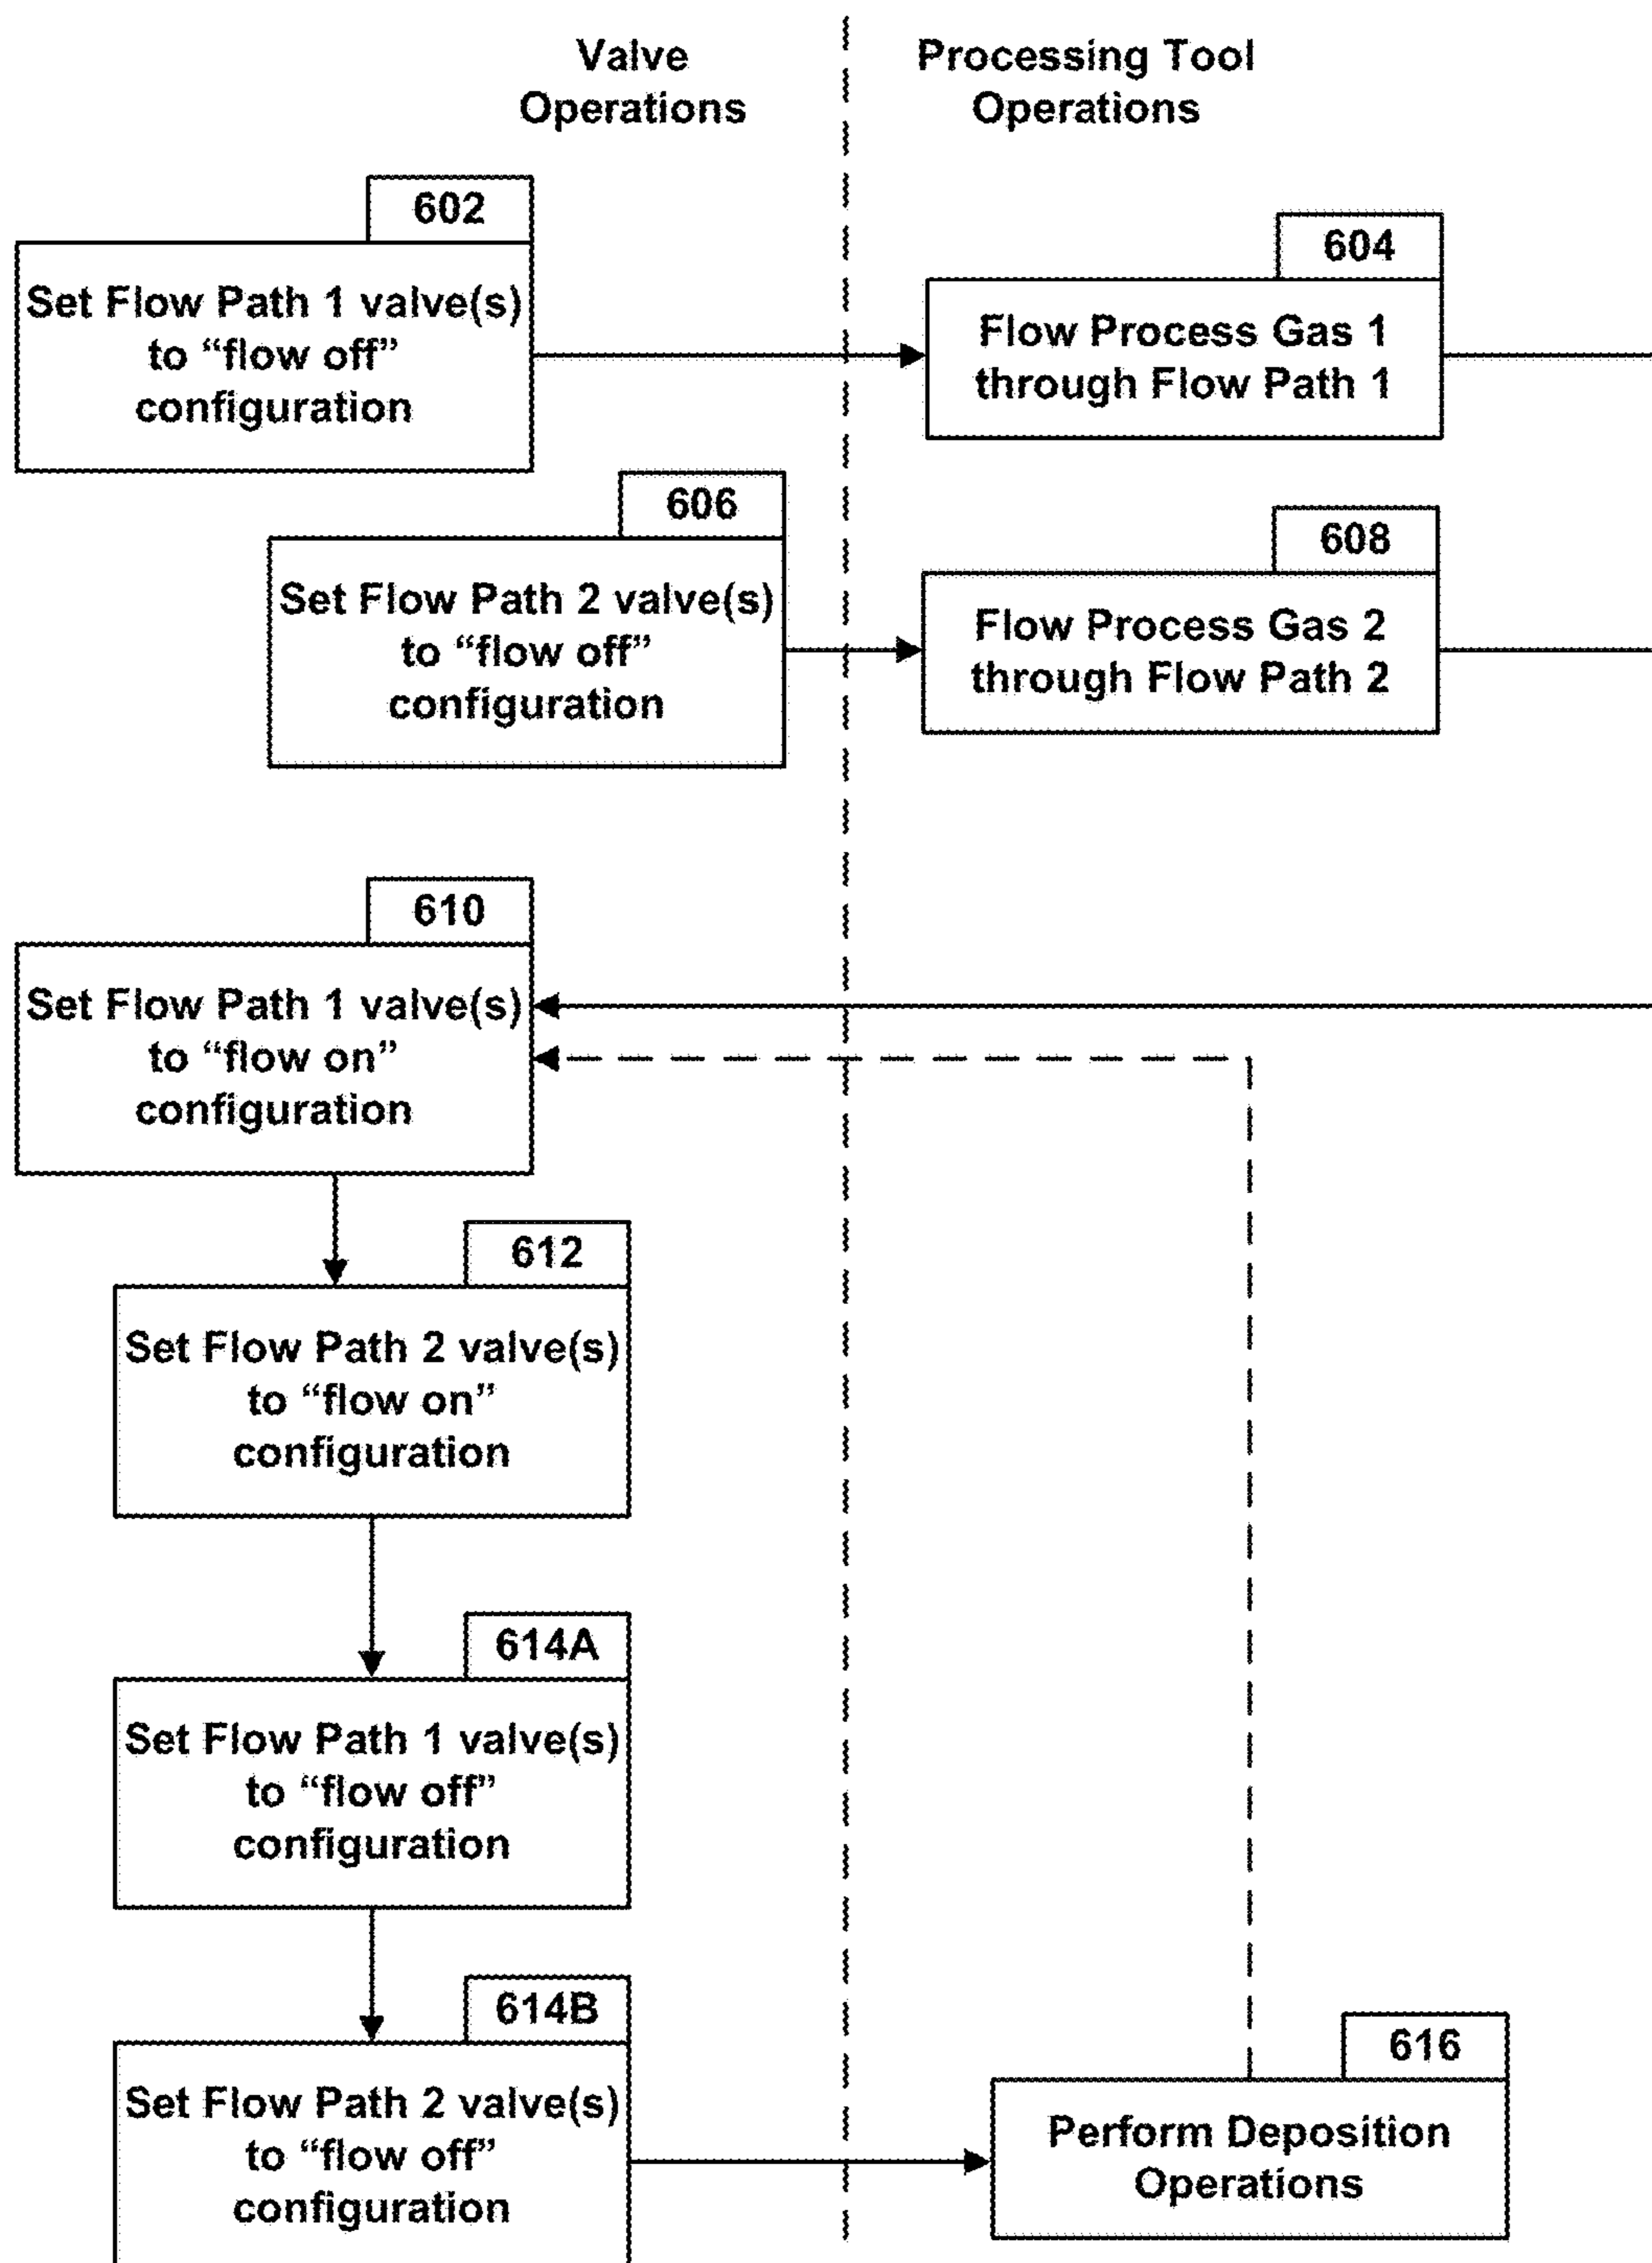 Valve
Operations
Processing Tool
Operations
602
Set Flow Path 1 valve(s)
to “flow off”
configuration
604
Flow Process Gas 1
through Flow Path 1
606
Set Flow Path 2 valve(s)
to “flow off”
configuration
608
Flow Process Gas 2
through Flow Path 2
610
Set Flow Path 1 valve(s)
to “flow on”
configuration
612
Set Flow Path 2 valve(s)
to “flow on”
configuration
614A
Set Flow Path 1 valve(s)
to “flow off”
configuration
614B
Set Flow Path 2 valve(s)
to “flow off”
configuration
616
Perform Deposition
Operations